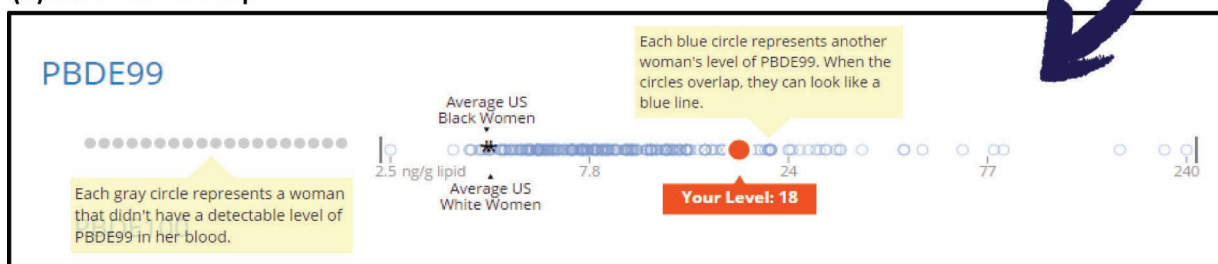 PBDE99
Each blue circle represents another
woman's level of PBDE99. When the
circles overlap, they can look like a
blue line.
Average US
Black Women
2.5 ng/g lipid
7.8
24
77
240
Average US
White Women
Your Level: 18
Each gray circle represents a woman
that didn't have a detectable level of
PBDE99 in her blood.
PBDE100